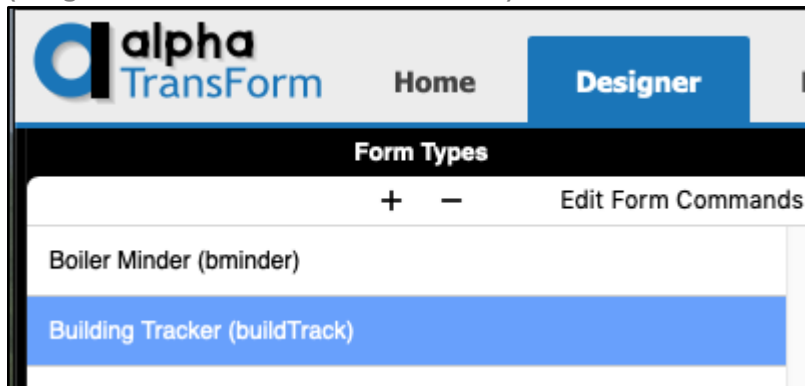 alpha
TransForm
Home
Designer
Form Types
+ −
Edit Form Commands
Boiler Minder (bminder)
Building Tracker (buildTrack)